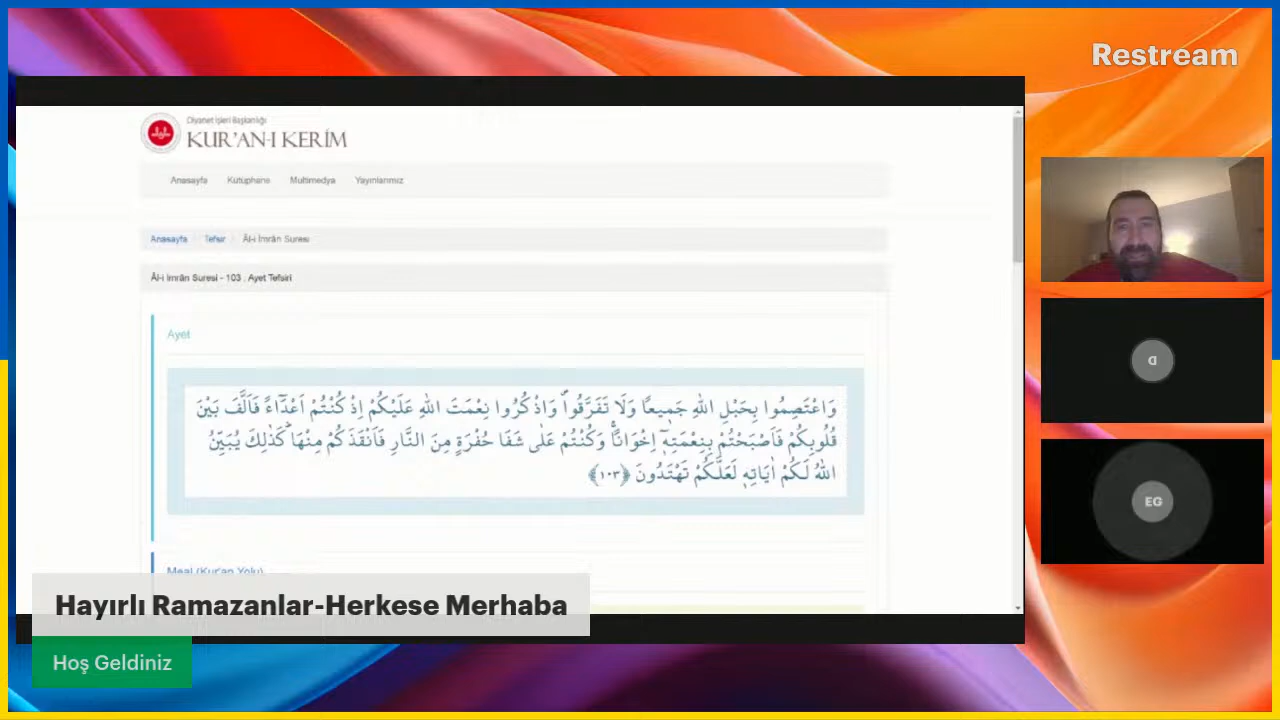 Restream
Diyanet İşleri Başkanlığı
KUR'AN-I KERİM
Anasayfa Kütüphane Multimedya Yayınlarımız
Anasayfa / Tefsir / Âl-i İmrân Suresi
Âl-i İmrân Suresi - 103 . Ayet Tefsiri
Ayet
وَاعْتَصِمُوا بِحَبْلِ اللّٰهِ جَم۪يعًا وَلَا تَفَرَّقُواۖ وَاذْكُرُوا نِعْمَتَ اللّٰهِ عَلَيْكُمْ اِذْ كُنْتُمْ اَعْدَٓاءً فَاَلَّفَ بَيْنَ
قُلُوبِكُمْ فَاَصْبَحْتُمْ بِنِعْمَتِه۪ٓ اِخْوَانًاۚ وَكُنْتُمْ عَلٰى شَفَا حُفْرَةٍ مِنَ النَّارِ فَاَنْقَذَكُمْ مِنْهَاۜ كَذٰلِكَ يُبَيِّنُ
اللّٰهُ لَكُمْ اٰيَاتِه۪ لَعَلَّكُمْ تَهْتَدُونَ ﴿١٠٣﴾
Meal (Kur'an Yolu)
Hayırlı Ramazanlar-Herkese Merhaba
Hoş Geldiniz
EG